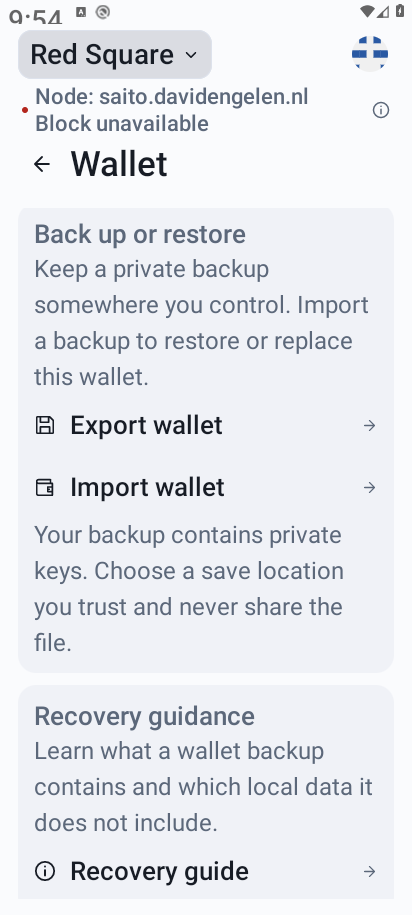 9:54
Red Square
Node: saito.davidengelen.nl
Block unavailable
Wallet
Back up or restore
Keep a private backup
somewhere you control. Import
a backup to restore or replace
this wallet.
Export wallet
Import wallet
Your backup contains private
keys. Choose a save location
you trust and never share the
file.
Recovery guidance
Learn what a wallet backup
contains and which local data it
does not include.
Recovery guide